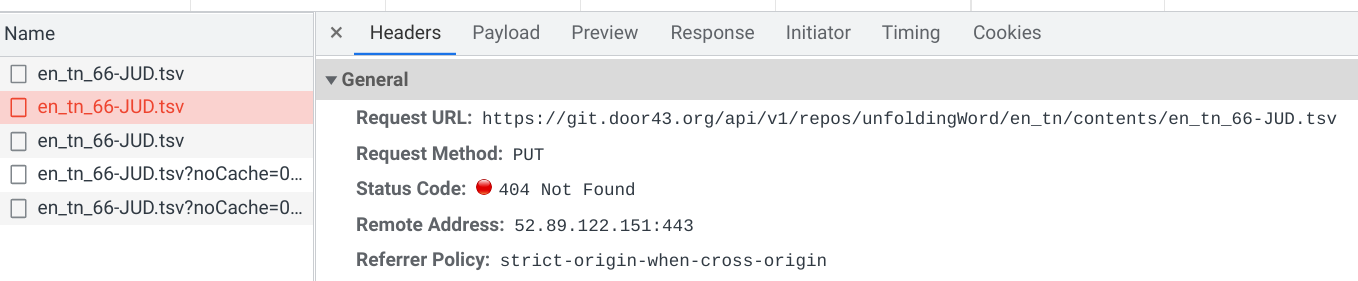 Name
en_tn_66-JUD.tsv
en_tn_66-JUD.tsv
en_tn_66-JUD.tsv
en_tn_66-JUD.tsv?noCache=0…
en_tn_66-JUD.tsv?noCache=0…
× Headers Payload Preview Response Initiator Timing Cookies
▼ General
Request URL: https://git.door43.org/api/v1/repos/unfoldingWord/en_tn/contents/en_tn_66-JUD.tsv
Request Method: PUT
Status Code: 404 Not Found
Remote Address: 52.89.122.151:443
Referrer Policy: strict-origin-when-cross-origin